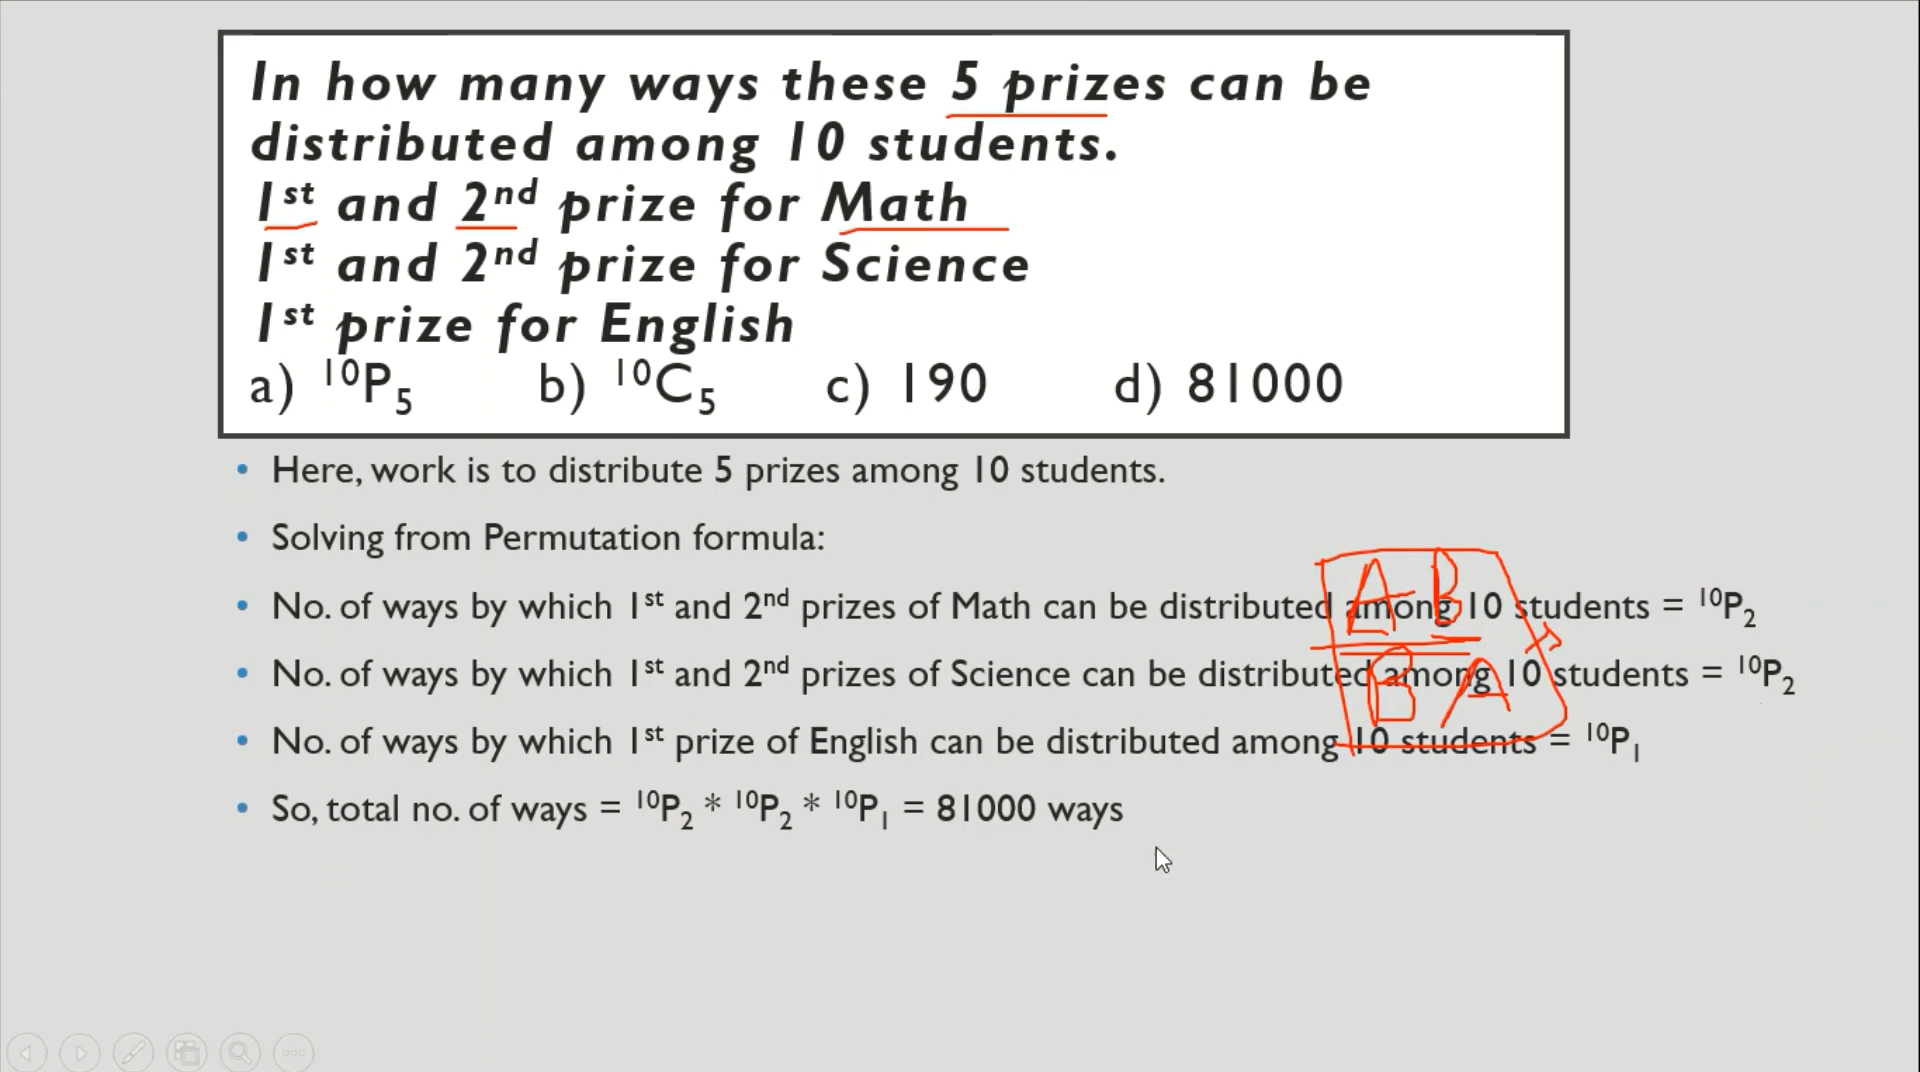 In how many ways these 5 prizes can be
distributed among 10 students.
1st and 2nd prize for Math
1st and 2nd prize for Science
1st prize for English
a) ¹⁰P₅ b) ¹⁰C₅ c) 190 d) 81000
• Here, work is to distribute 5 prizes among 10 students.
• Solving from Permutation formula:
• No. of ways by which 1st and 2nd prizes of Math can be distributed among 10 students = ¹⁰P₂
• No. of ways by which 1st and 2nd prizes of Science can be distributed among 10 students = ¹⁰P₂
• No. of ways by which 1st prize of English can be distributed among 10 students = ¹⁰P₁
• So, total no. of ways = ¹⁰P₂ * ¹⁰P₂ * ¹⁰P₁ = 81000 ways
A B
B A